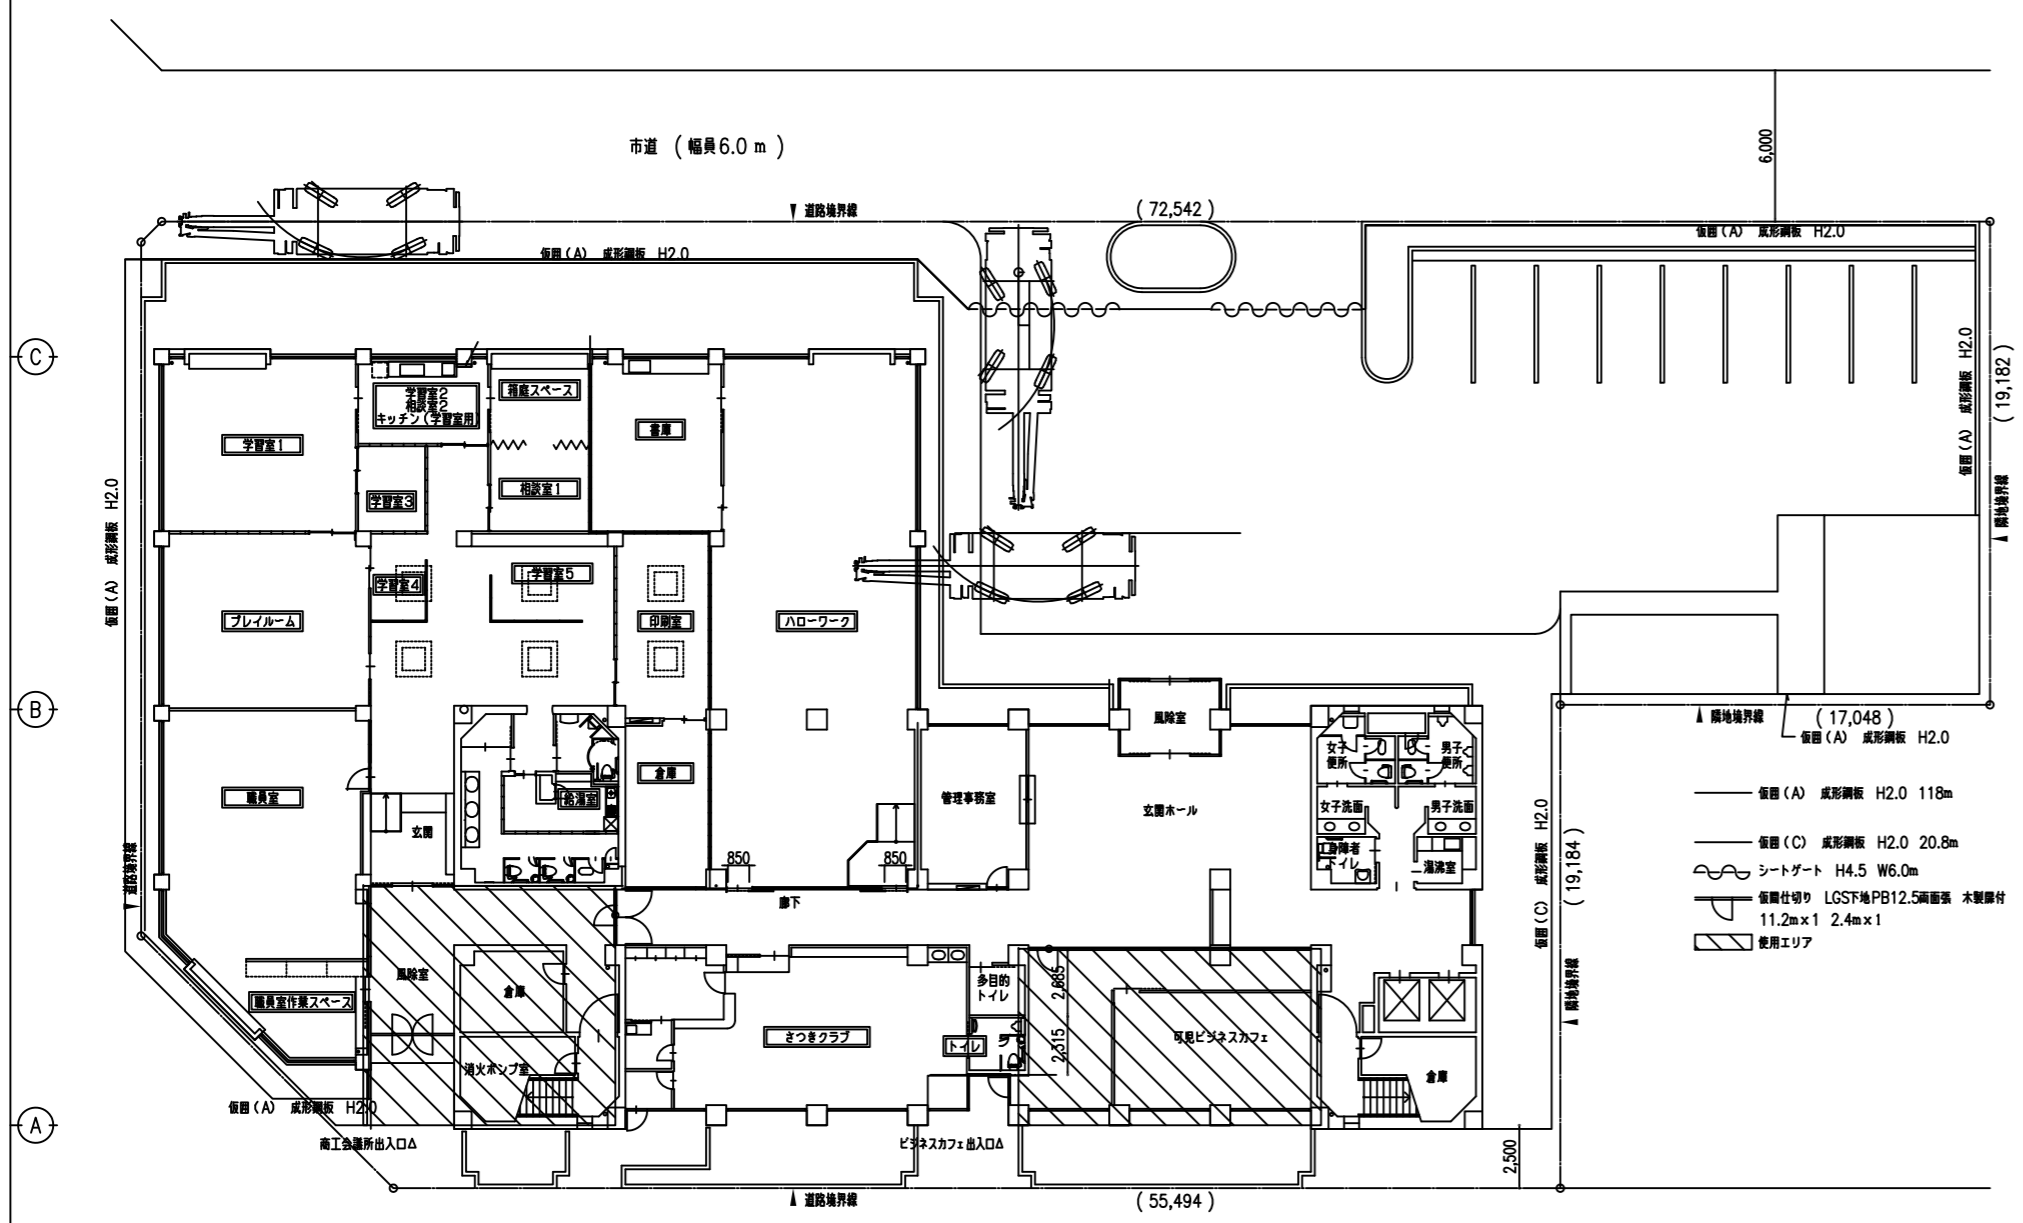 市道 ( 幅員6.0 m )
6,000
道路境界線
( 72,542 )
仮囲(A) 成形鋼板 H2.0
仮囲(A) 成形鋼板 H2.0
仮囲(A) 成形鋼板 H2.0
( 19,182 )
隣地境界線
C
学習室1
学習室2
相談室2
キッチン(学習室用)
箱庭スペース
書庫
学習室3
相談室1
仮囲(A) 成形鋼板 H2.0
学習室4
学習室5
プレイルーム
印刷室
ハローワーク
B
風除室
隣地境界線
( 17,048 )
仮囲(A) 成形鋼板 H2.0
女子
便所
男子
便所
職員室
給湯室
倉庫
管理事務室
玄関ホール
女子洗面
男子洗面
玄関
身障者
トイレ
湯沸室
850
850
道路境界線
廊下
仮囲(C) 成形鋼板 H2.0
( 19,184 )
隣地境界線
仮囲(A) 成形鋼板 H2.0 118m
仮囲(C) 成形鋼板 H2.0 20.8m
シートゲート H4.5 W6.0m
仮間仕切り LGS下地PB12.5両面張 木製扉付
11.2m×1 2.4m×1
使用エリア
風除室
倉庫
職員室作業スペース
多目的
トイレ
2,685
2,315
さつきクラブ
トイレ
可児ビジネスカフェ
消火ポンプ室
倉庫
仮囲(A) 成形鋼板 H2.0
A
商工会議所出入口Δ
ビジネスカフェ出入口Δ
2,500
道路境界線
( 55,494 )